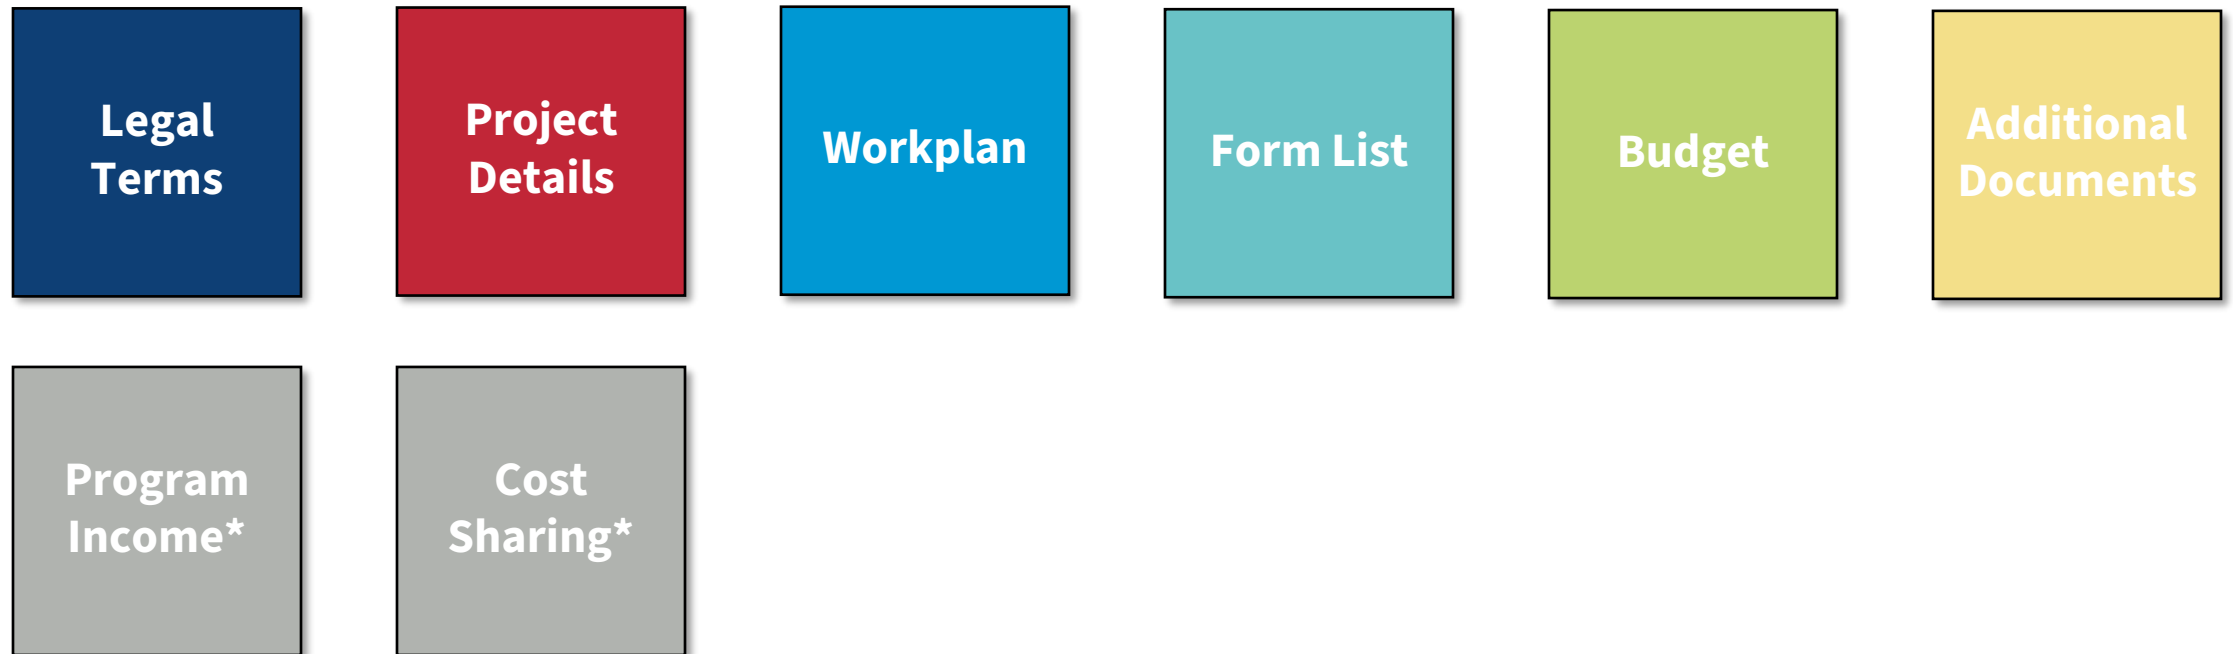 Legal
Terms
Project
Details
Workplan
Form List
Budget
Additional
Documents
Program
Income*
Cost
Sharing*